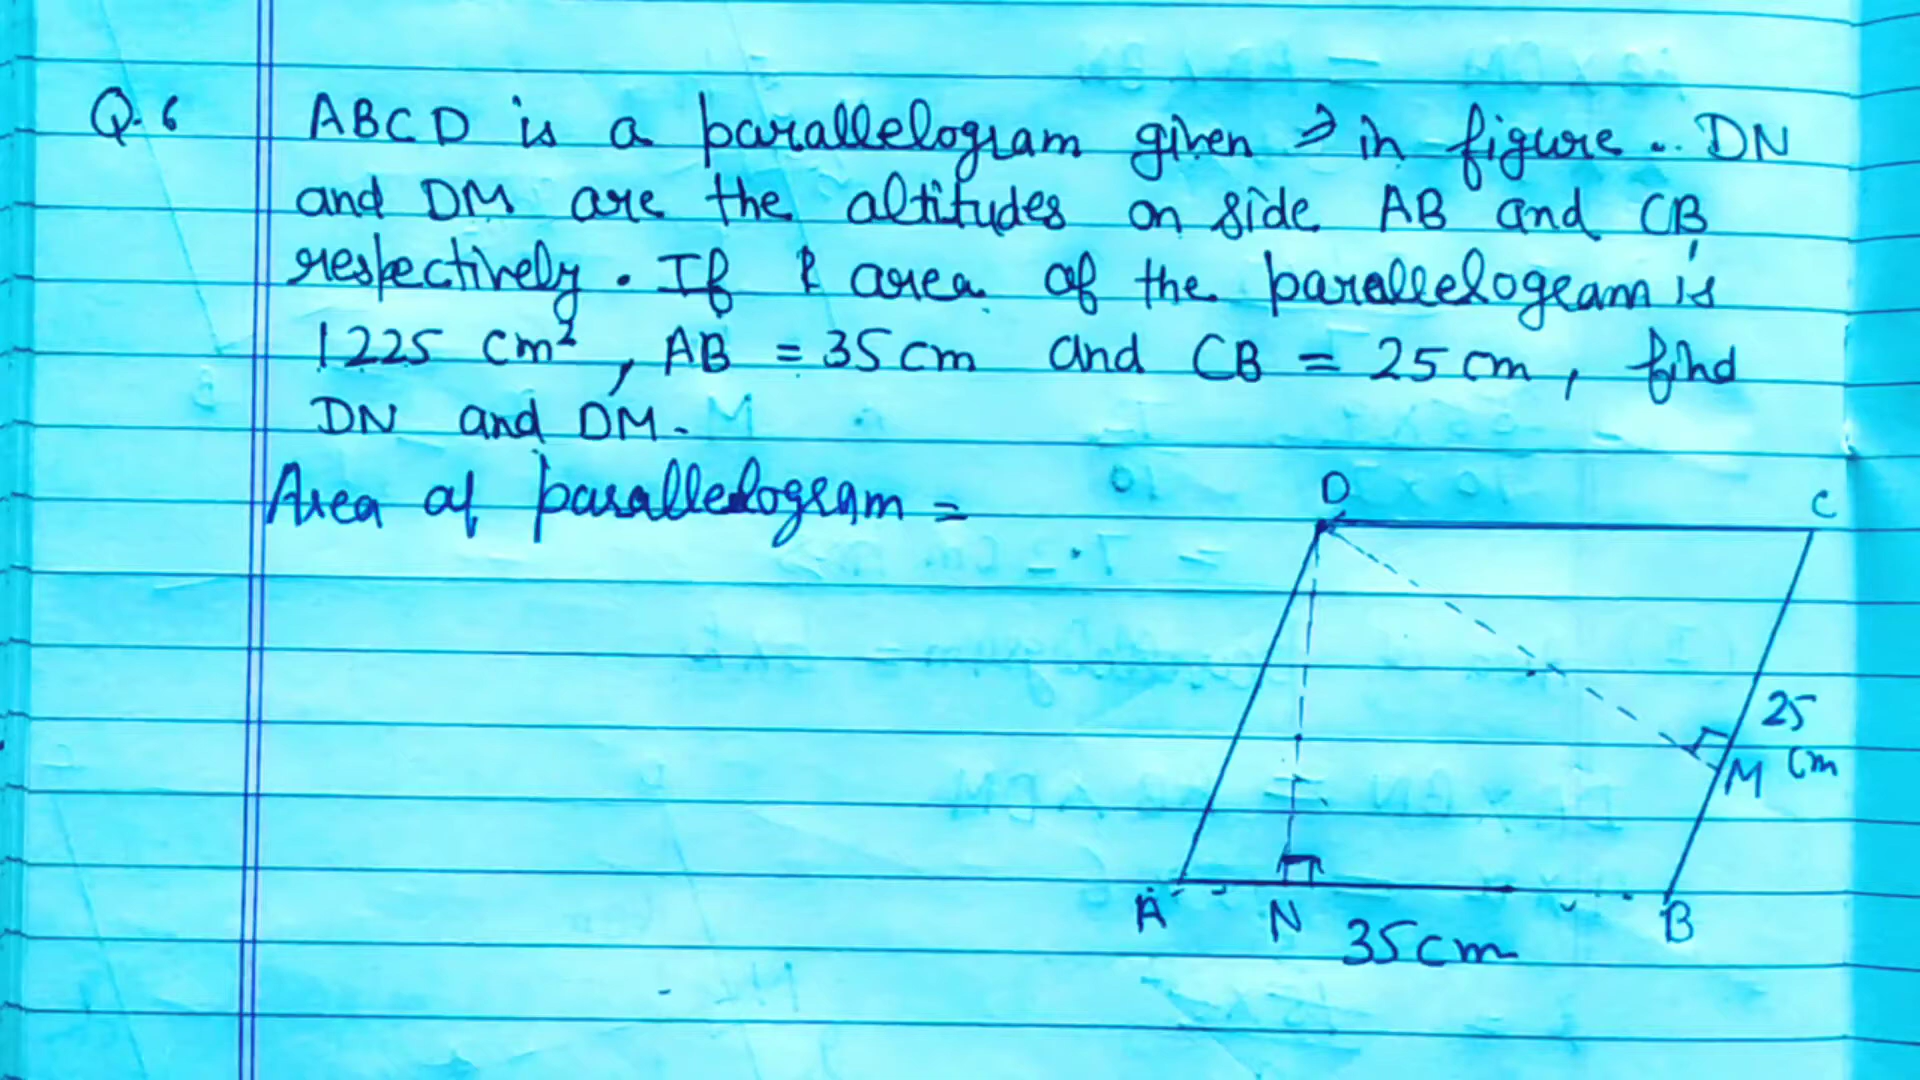 Q.6 ABCD is a parallelogram given in figure. DN
and DM are the altitudes on side AB and CB
respectively. If area of the parallelogram is
1225 cm², AB = 35 cm and CB = 25 cm, find
DN and DM.
Area of parallelogram =
D
C
25
cm
M
A
N
B
35cm